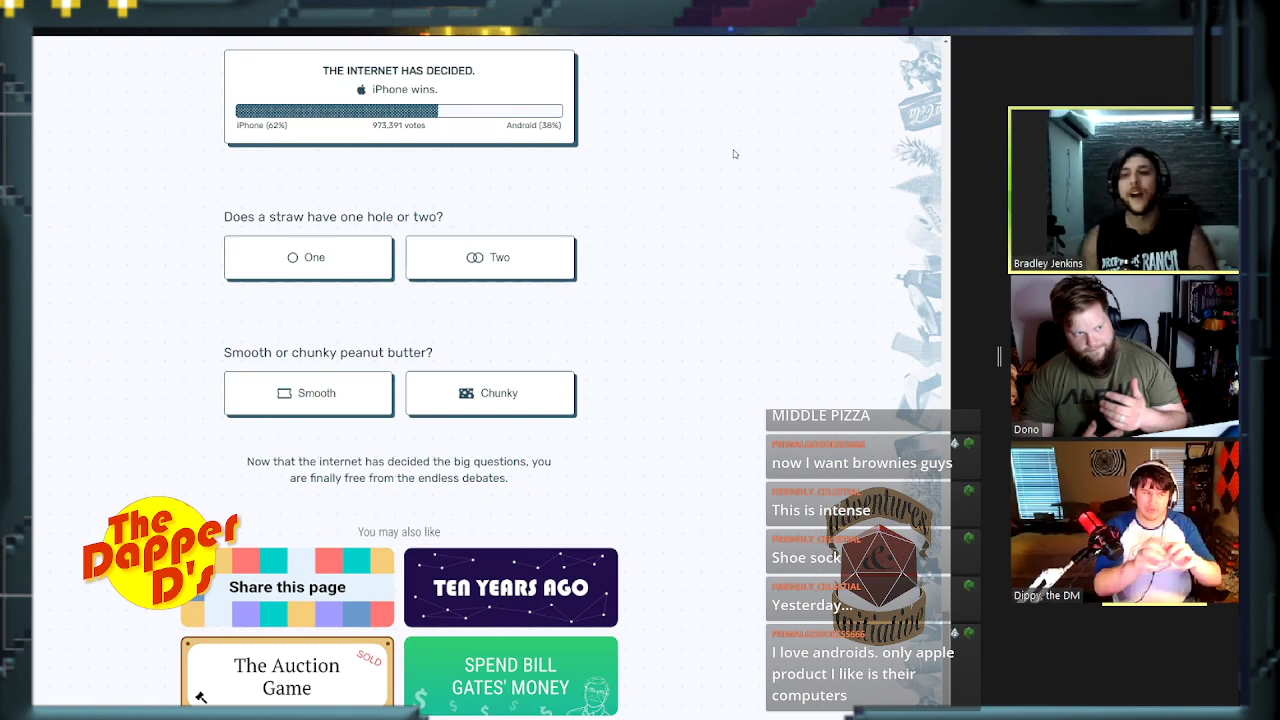 THE INTERNET HAS DECIDED.
iPhone wins.
iPhone (62%) 973,391 votes Android (38%)
Does a straw have one hole or two?
One
Two
Smooth or chunky peanut butter?
Smooth
Chunky
Now that the internet has decided the big questions, you
are finally free from the endless debates.
You may also like
The
Dapper
D's
Share this page
TEN YEARS AGO
The Auction
Game
SOLD
SPEND BILL
GATES' MONEY
MIDDLE PIZZA
now I want brownies guys
This is intense
Shoe sock
Yesterday...
I love androids. only apple
product I like is their
computers
Adventures
&
Initiative
Bradley Jenkins
Dono
Dippy, the DM